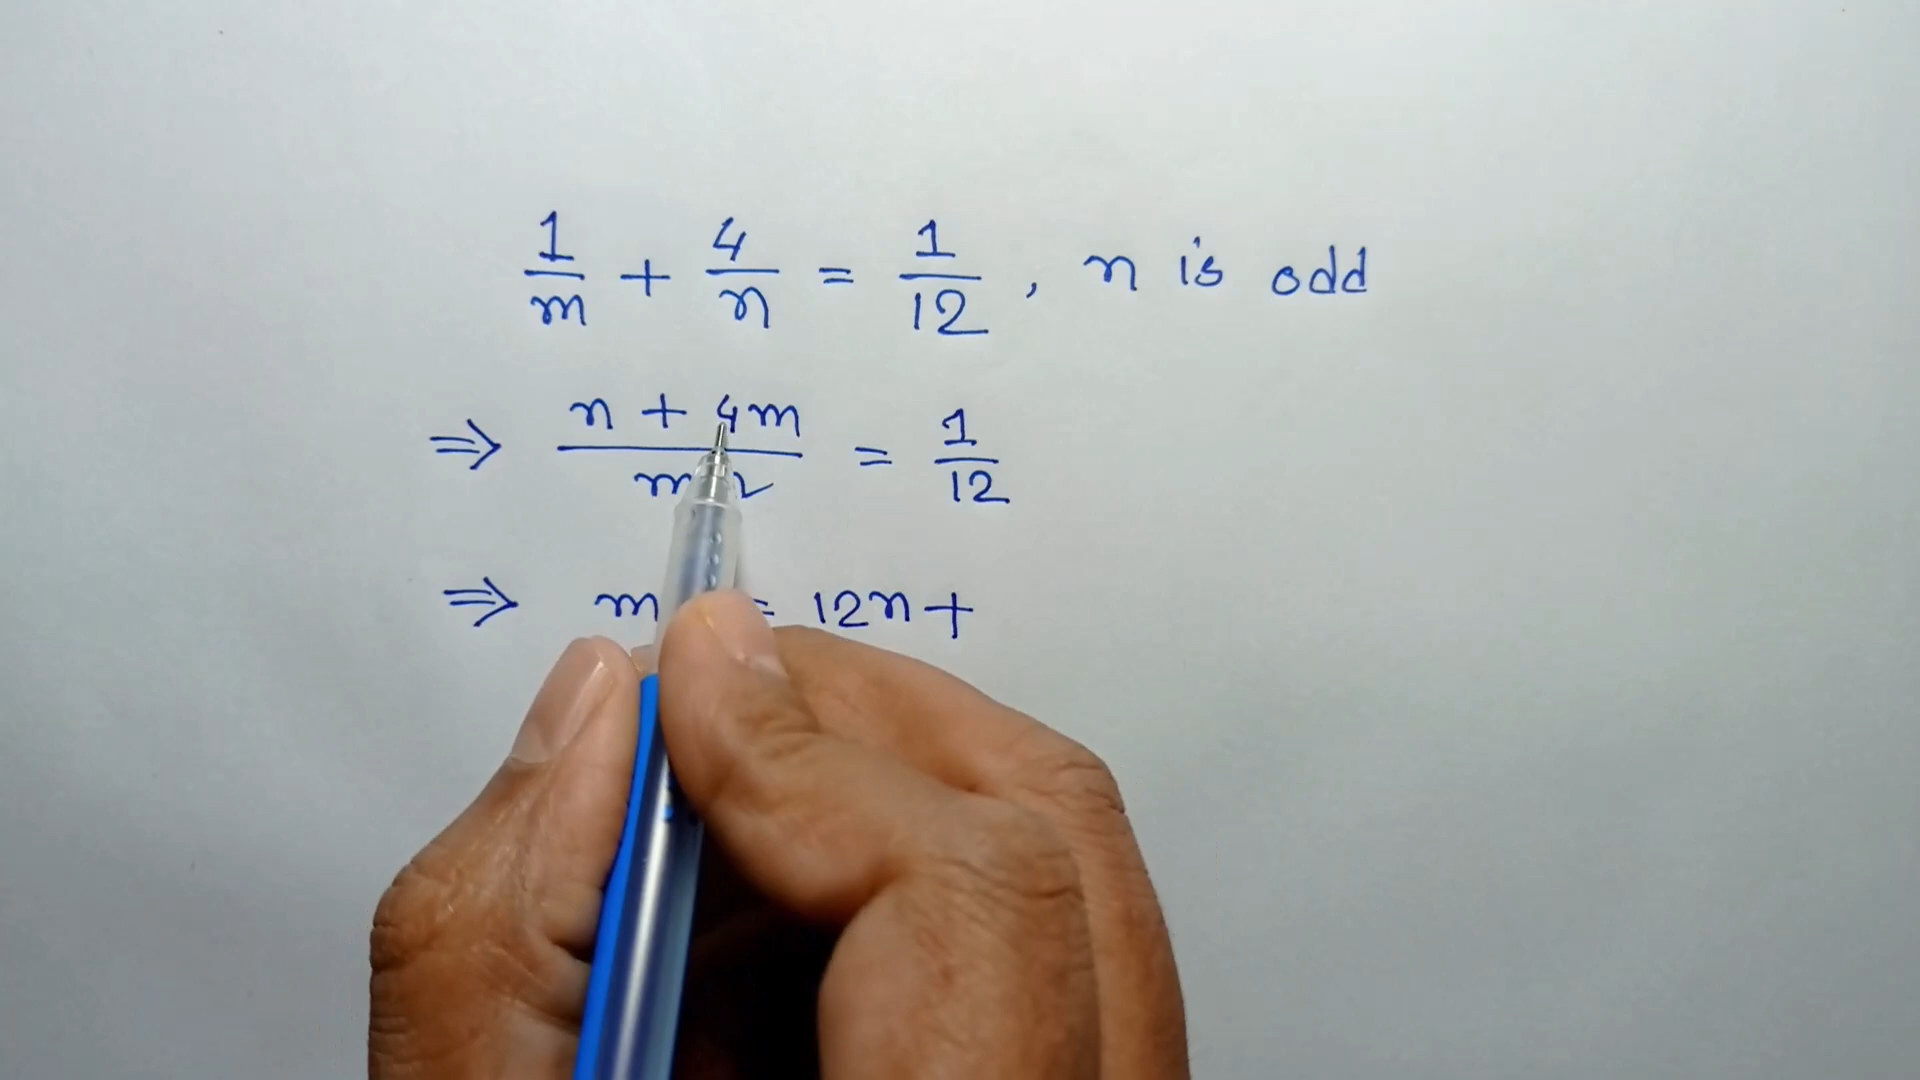 1/m + 4/n = 1/12, n is odd
⇒ (n + 4m)/mn = 1/12
⇒ m = 12n +